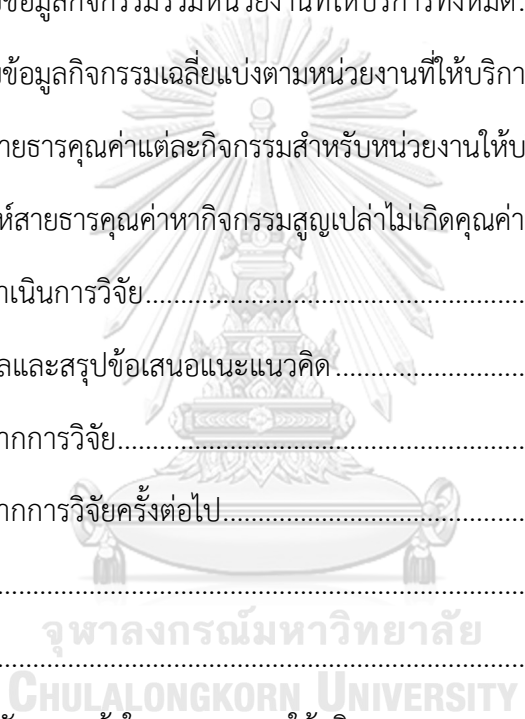 ข้อมูลกิจกรรมรวมหน่วยงานที่ให้บริการทั้งหมด.
ข้อมูลกิจกรรมเฉลี่ยแบ่งตามหน่วยงานที่ให้บริกา
ายธารคุณค่าแต่ละกิจกรรมสำหรับหน่วยงานให้บ
ห์สายธารคุณค่าหากิจกรรมสูญเปล่าไม่เกิดคุณค่า
าเนินการวิจัย..................................................
ลและสรุปข้อเสนอแนะแนวคิด.........................
ากการวิจัย.....................................................
ากการวิจัยครั้งต่อไป........................................
......................................................................
จุฬาลงกรณ์มหาวิทยาลัย
......................................................................
CHULALONGKORN UNIVERSITY